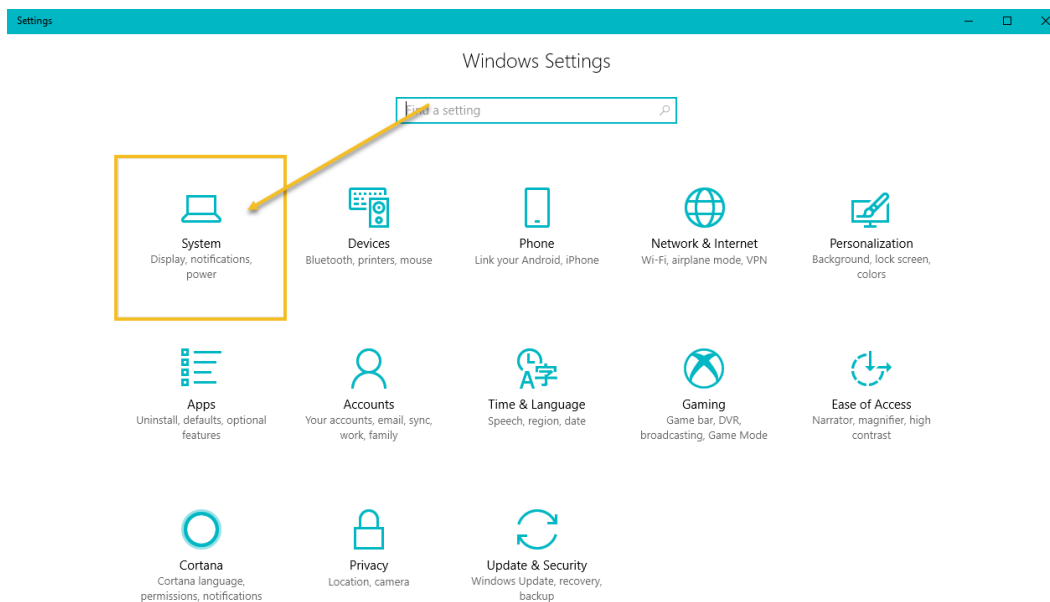 Settings
Windows Settings
Find a setting
System
Display, notifications,
power
Devices
Bluetooth, printers, mouse
Phone
Link your Android, iPhone
Network & Internet
Wi-Fi, airplane mode, VPN
Personalization
Background, lock screen,
colors
Apps
Uninstall, defaults, optional
features
Accounts
Your accounts, email, sync,
work, family
Time & Language
Speech, region, date
Gaming
Game bar, DVR,
broadcasting, Game Mode
Ease of Access
Narrator, magnifier, high
contrast
Cortana
Cortana language,
permissions, notifications
Privacy
Location, camera
Update & Security
Windows Update, recovery,
backup